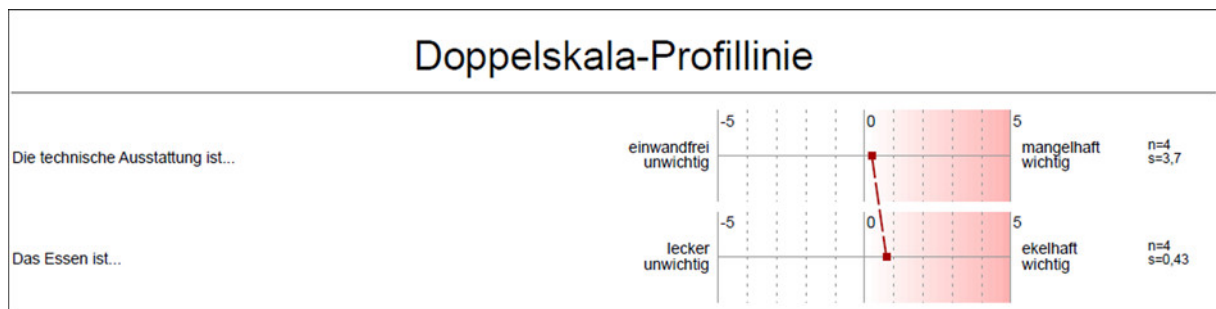 Doppelskala-Profillinie
-5 0 5
Die technische Ausstattung ist... einwandfrei mangelhaft n=4
unwichtig wichtig s=3,7
-5 0 5
Das Essen ist... lecker ekelhaft n=4
unwichtig wichtig s=0,43